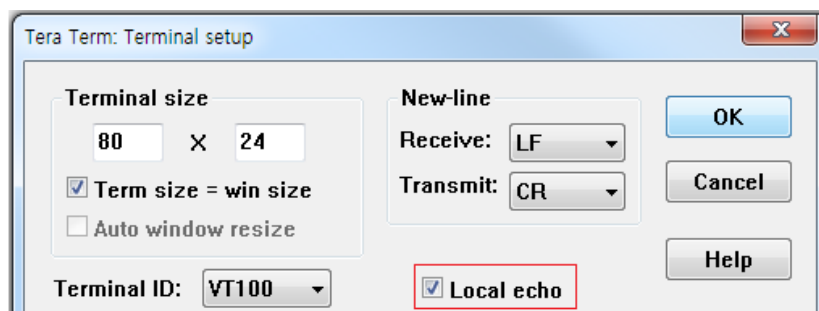 Tera Term: Terminal setup
Terminal size
80 X 24
Term size = win size
Auto window resize
New-line
Receive: LF
Transmit: CR
OK
Cancel
Help
Terminal ID: VT100
Local echo